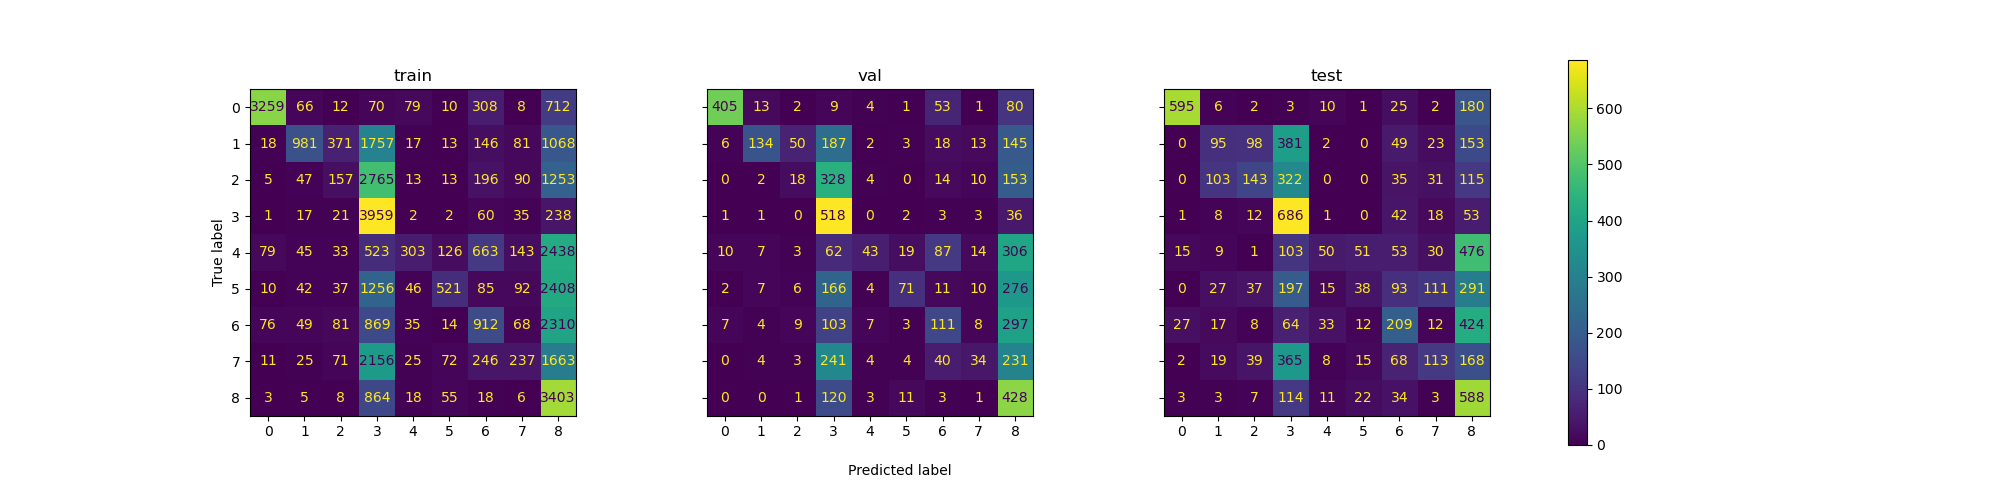 train
val
test
0 3259 66 12 70 79 10 308 8 712
1 18 981 371 1757 17 13 146 81 1068
2 5 47 157 2765 13 13 196 90 1253
3 1 17 21 3959 2 2 60 35 238
4 79 45 33 523 303 126 663 143 2438
5 10 42 37 1256 46 521 85 92 2408
6 76 49 81 869 35 14 912 68 2310
7 11 25 71 2156 25 72 246 237 1663
8 3 5 8 864 18 55 18 6 3403
0 1 2 3 4 5 6 7 8
True label
405 13 2 9 4 1 53 1 80
6 134 50 187 2 3 18 13 145
0 2 18 328 4 0 14 10 153
1 1 0 518 0 2 3 3 36
10 7 3 62 43 19 87 14 306
2 7 6 166 4 71 11 10 276
7 4 9 103 7 3 111 8 297
0 4 3 241 4 4 40 34 231
0 0 1 120 3 11 3 1 428
0 1 2 3 4 5 6 7 8
Predicted label
595 6 2 3 10 1 25 2 180
0 95 98 381 2 0 49 23 153
0 103 143 322 0 0 35 31 115
1 8 12 686 1 0 42 18 53
15 9 1 103 50 51 53 30 476
0 27 37 197 15 38 93 111 291
27 17 8 64 33 12 209 12 424
2 19 39 365 8 15 68 113 168
3 3 7 114 11 22 34 3 588
0 1 2 3 4 5 6 7 8
600
500
400
300
200
100
0